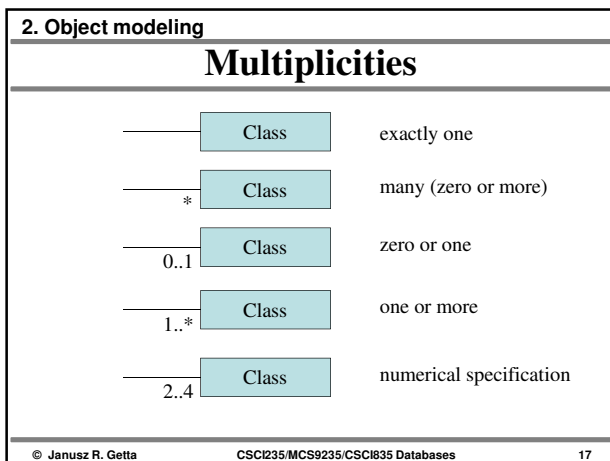 2. Object modeling
Multiplicities
Class exactly one
* Class many (zero or more)
0..1 Class zero or one
1..* Class one or more
2..4 Class numerical specification
© Janusz R. Getta CSCI235/MCS9235/CSCI835 Databases 17